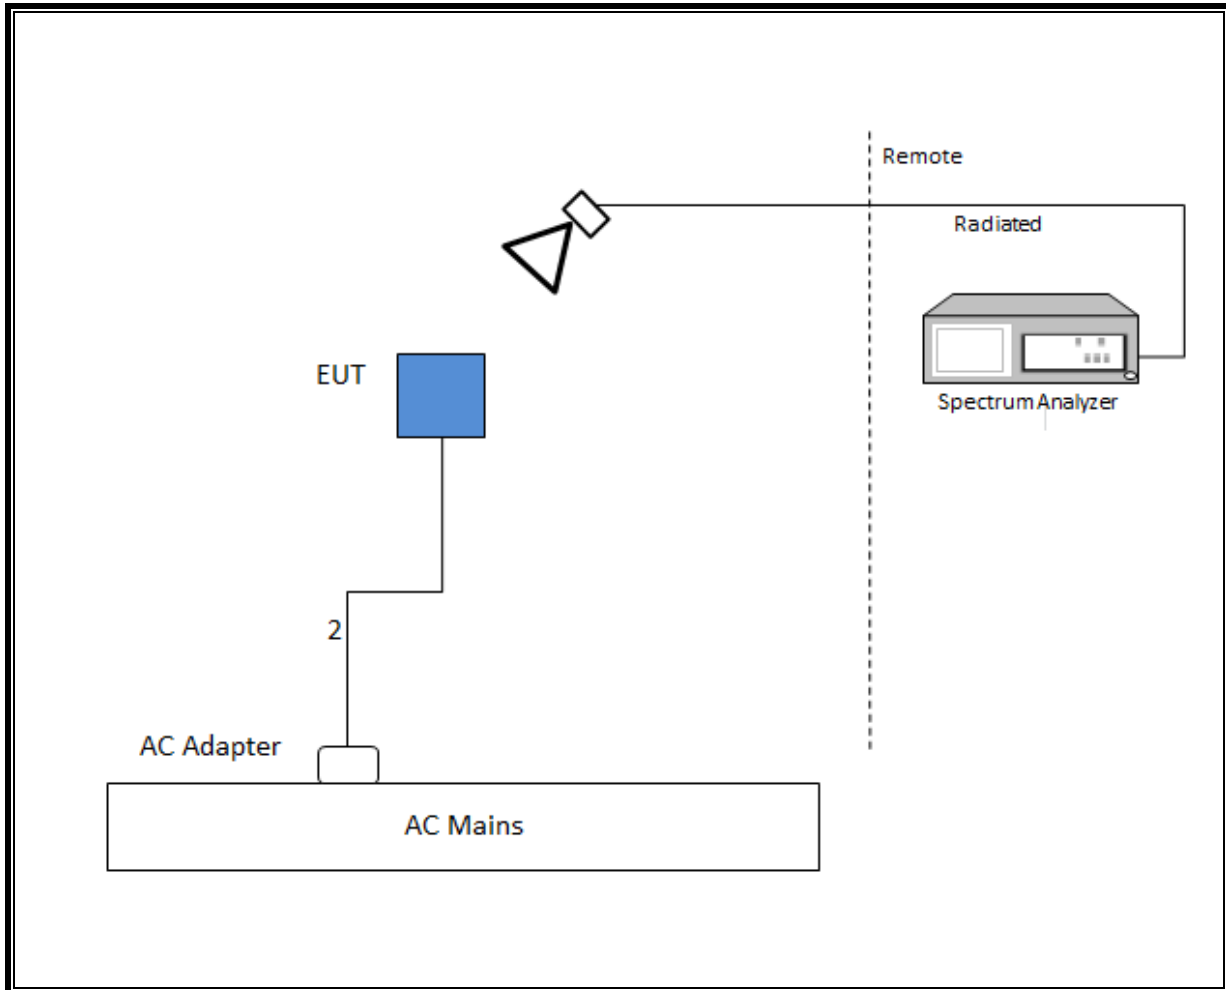 Remote
Radiated
EUT
Spectrum Analyzer
2
AC Adapter
AC Mains